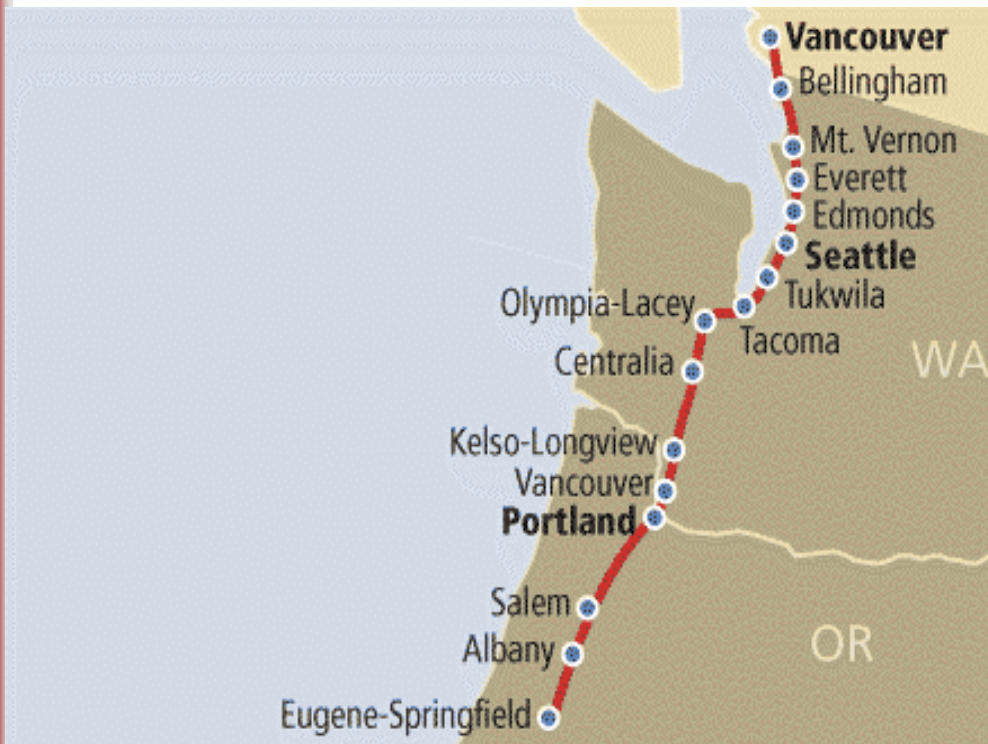 Vancouver
Bellingham
Mt. Vernon
Everett
Edmonds
Seattle
Tukwila
Olympia-Lacey
Tacoma
WA
Centralia
Kelso-Longview
Vancouver
Portland
Salem
OR
Albany
Eugene-Springfield